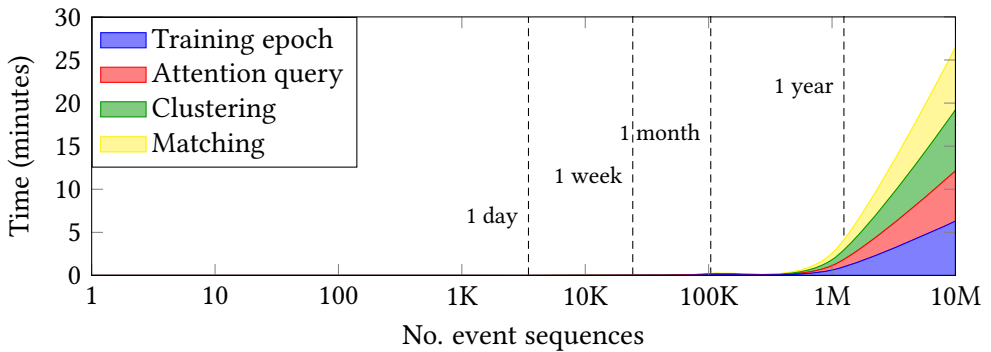 30
25
20
15
10
5
0
Time (minutes)
Training epoch
Attention query
Clustering
Matching
1 year
1 month
1 week
1 day
1 10 100 1K 10K 100K 1M 10M
No. event sequences